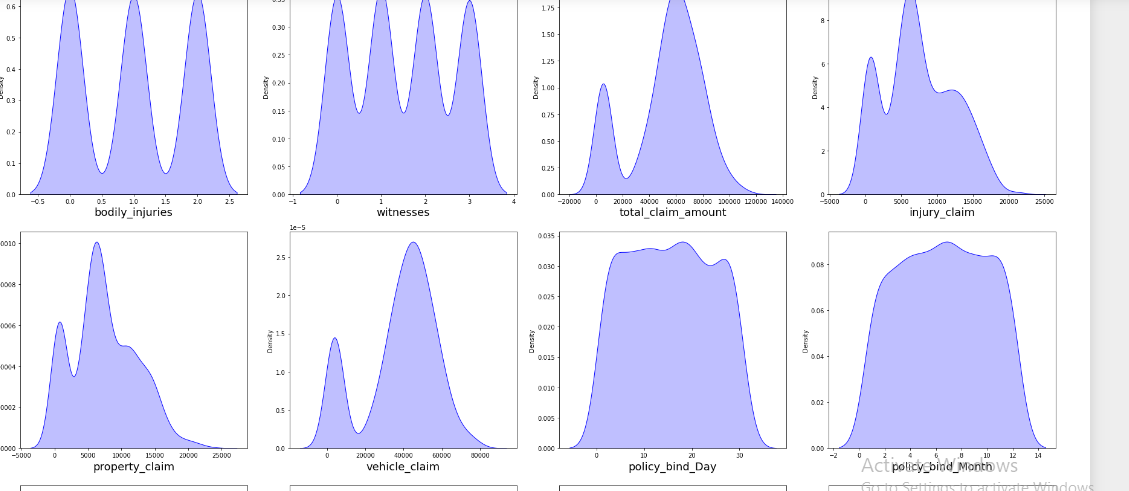 0.6 0.5 0.4 0.3 0.2 0.1 0.0
Density
−0.5 0.0 0.5 1.0 1.5 2.0 2.5
bodily_injuries
0.35 0.30 0.25 0.20 0.15 0.10 0.05 0.00
Density
−1 0 1 2 3 4
witnesses
1.75 1.50 1.25 1.00 0.75 0.50 0.25 0.00
Density
−20000 0 20000 40000 60000 80000 100000 120000 140000
total_claim_amount
8 6 4 2 0
Density
−5000 0 5000 10000 15000 20000 25000
injury_claim
0010 0008 0006 0004 0002 0000
−5000 0 5000 10000 15000 20000 25000
property_claim
1e−5
2.5 2.0 1.5 1.0 0.5 0.0
Density
0 20000 40000 60000 80000
vehicle_claim
0.035 0.030 0.025 0.020 0.015 0.010 0.005 0.000
Density
0 10 20 30
policy_bind_Day
0.08 0.06 0.04 0.02 0.00
Density
−2 0 2 4 6 8 10 12 14
policy_bind_Month
Activate Windows
Go to Settings to activate Windows.